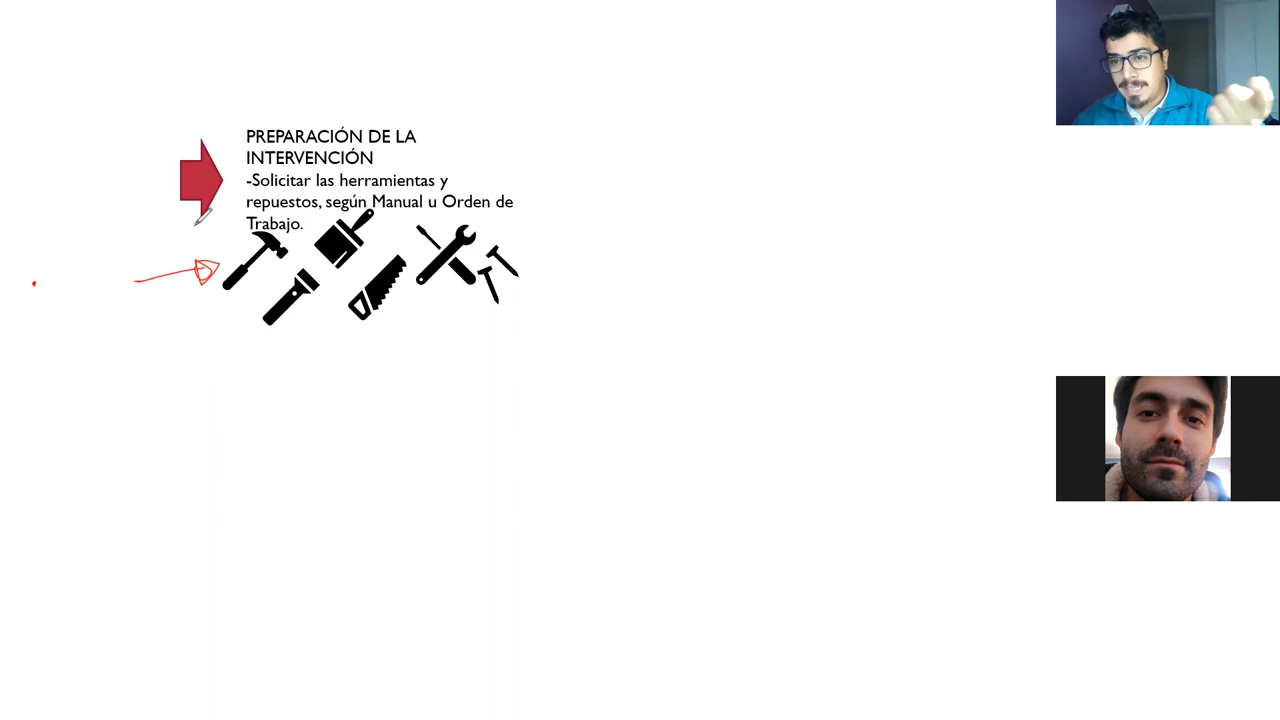 PREPARACIÓN DE LA
INTERVENCIÓN
-Solicitar las herramientas y
repuestos, según Manual u Orden de
Trabajo.